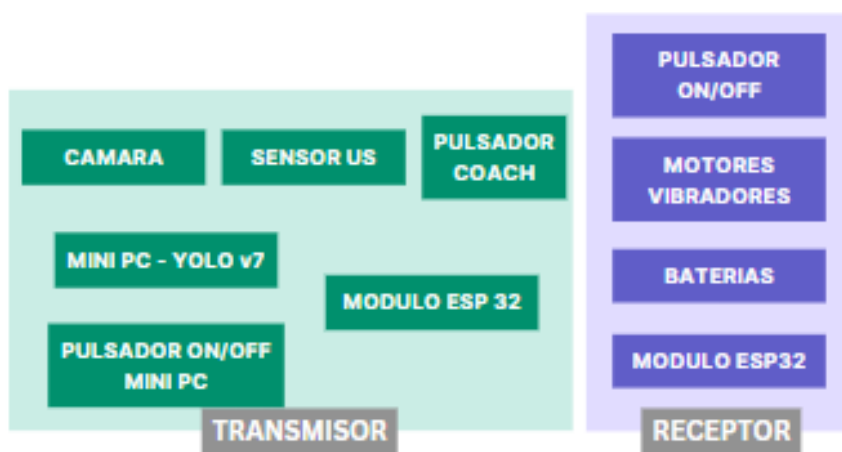 CAMARA
SENSOR US
PULSADOR
COACH
MINI PC - YOLO v7
MODULO ESP 32
PULSADOR ON/OFF
MINI PC
TRANSMISOR
PULSADOR
ON/OFF
MOTORES
VIBRADORES
BATERIAS
MODULO ESP32
RECEPTOR